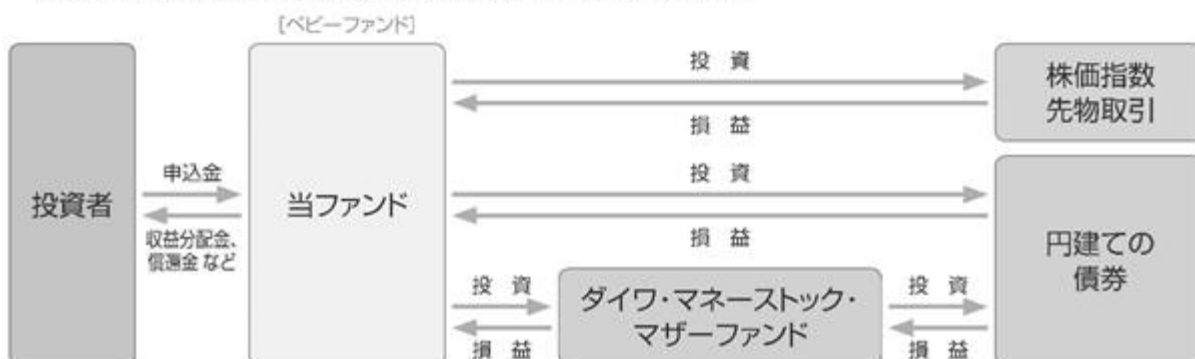 [ベビーファンド]
投資者
申込金
収益分配金、
償還金 など
当ファンド
投 資
損 益
株価指数
先物取引
投 資
損 益
円建ての
債券
投 資
損 益
ダイワ・マネーストック・
マザーファンド
投 資
損 益